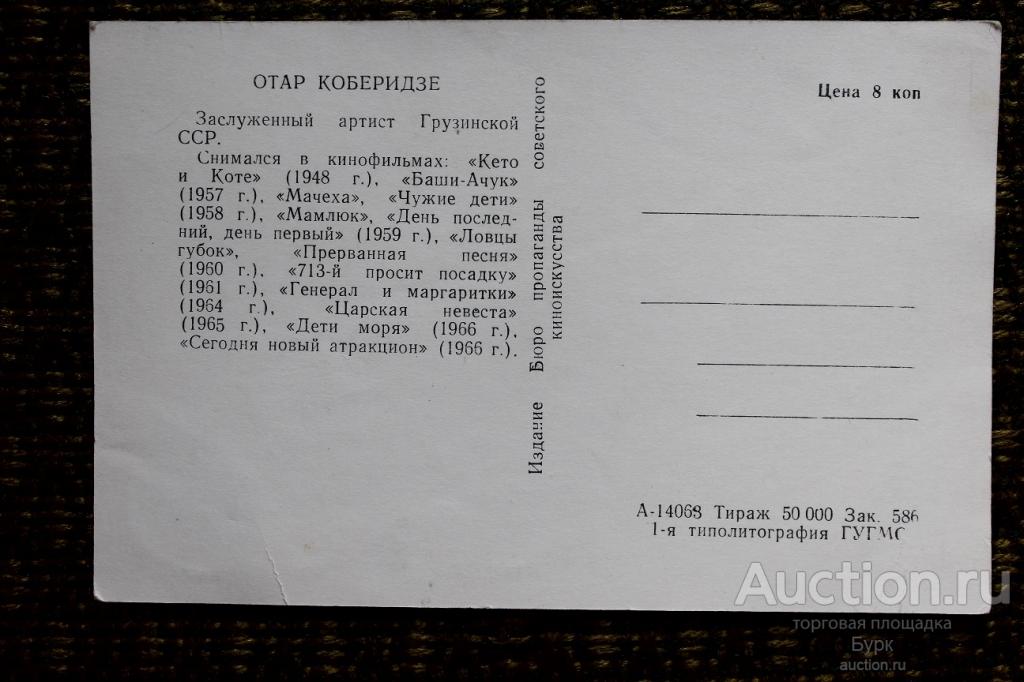 ОТАР КОБЕРИДЗЕ
Заслуженный артист Грузинской
ССР.
Снимался в кинофильмах: «Кето
и Коте» (1948 г.), «Баши-Ачук»
(1957 г.), «Мачеха», «Чужие дети»
(1958 г.), «Мамлюк», «День послед-
ний, день первый» (1959 г.), «Ловцы
губок», «Прерванная песня»
(1960 г.), «713-й просит посадку»
(1961 г.), «Генерал и маргаритки»
(1964 г.), «Царская невеста»
(1965 г.), «Дети моря» (1966 г.),
«Сегодня новый атракцион» (1966 г.).
Издание Бюро пропаганды советского
киноискусства
Цена 8 коп
А-14068 Тираж 50 000 Зак. 586
1-я типолитография ГУГМС
Auction.ru
торговая площадка
Бурк
auction.ru